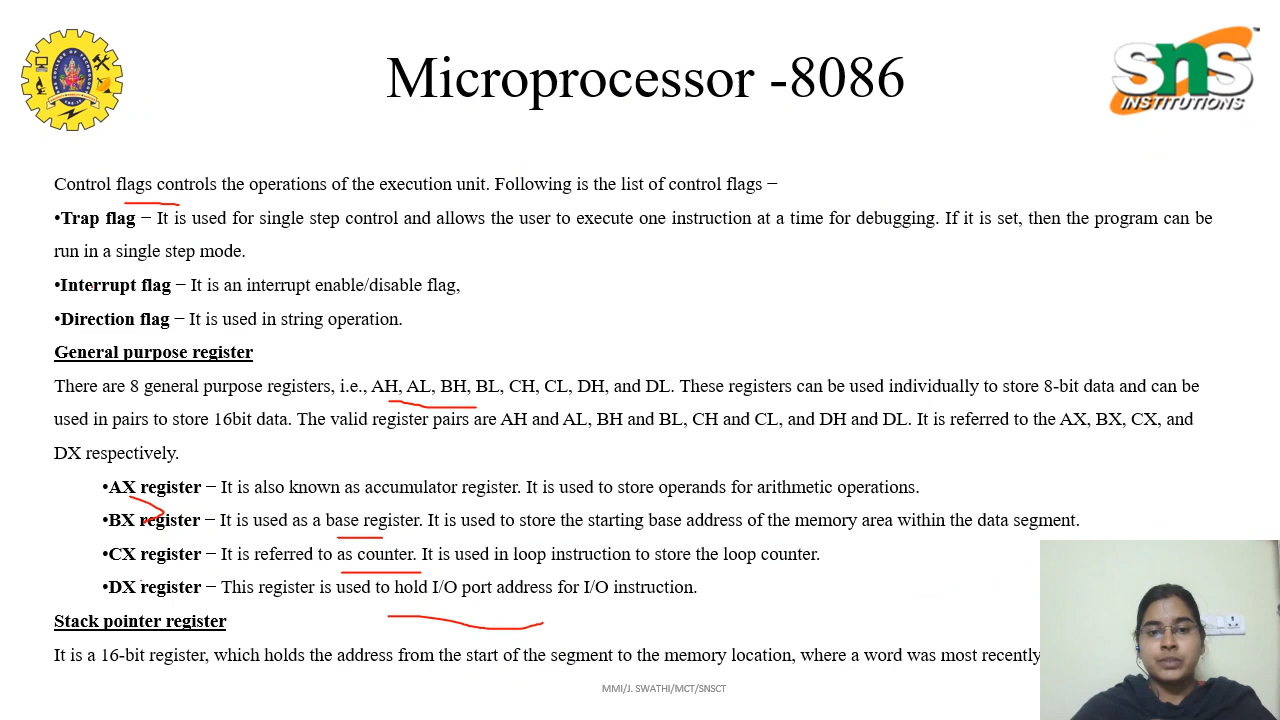 Microprocessor -8086
SNS
INSTITUTIONS
Control flags controls the operations of the execution unit. Following is the list of control flags −
•Trap flag − It is used for single step control and allows the user to execute one instruction at a time for debugging. If it is set, then the program can be
run in a single step mode.
•Interrupt flag − It is an interrupt enable/disable flag,
•Direction flag − It is used in string operation.
General purpose register
There are 8 general purpose registers, i.e., AH, AL, BH, BL, CH, CL, DH, and DL. These registers can be used individually to store 8-bit data and can be
used in pairs to store 16bit data. The valid register pairs are AH and AL, BH and BL, CH and CL, and DH and DL. It is referred to the AX, BX, CX, and
DX respectively.
•AX register − It is also known as accumulator register. It is used to store operands for arithmetic operations.
•BX register − It is used as a base register. It is used to store the starting base address of the memory area within the data segment.
•CX register − It is referred to as counter. It is used in loop instruction to store the loop counter.
•DX register − This register is used to hold I/O port address for I/O instruction.
Stack pointer register
It is a 16-bit register, which holds the address from the start of the segment to the memory location, where a word was most recently
MMI/J. SWATHI/MCT/SNSCT